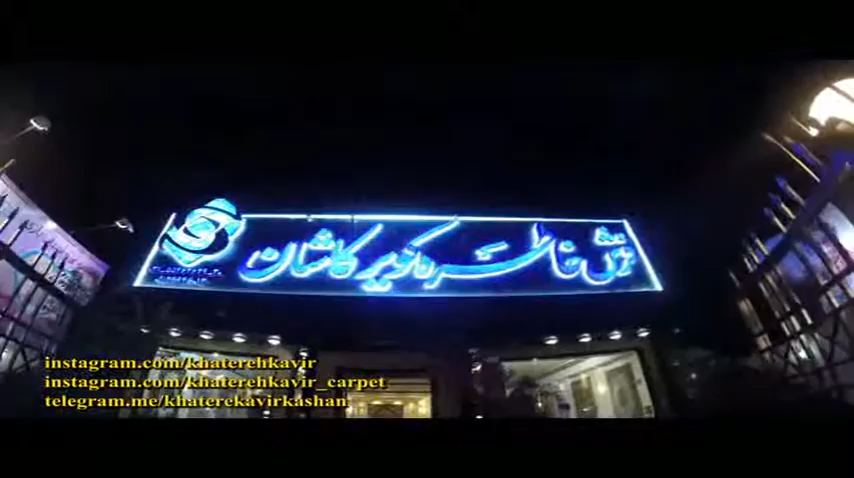 فرش خاطره کویر کاشان
instagram.com/khaterehkavir
instagram.com/khaterehkavir_carpet
telegram.me/khaterekavirkashan